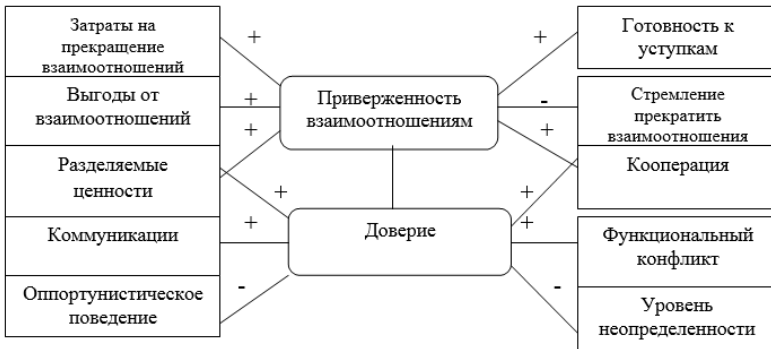 Затраты на
прекращение
взаимоотношений
Выгоды от
взаимоотношений
Разделяемые
ценности
Коммуникации
Оппортунистическое
поведение
+
+
+
+
+
-
Приверженность
взаимоотношениям
Доверие
+
-
+
+
+
-
Готовность к
уступкам
Стремление
прекратить
взаимоотношения
Кооперация
Функциональный
конфликт
Уровень
неопределенности